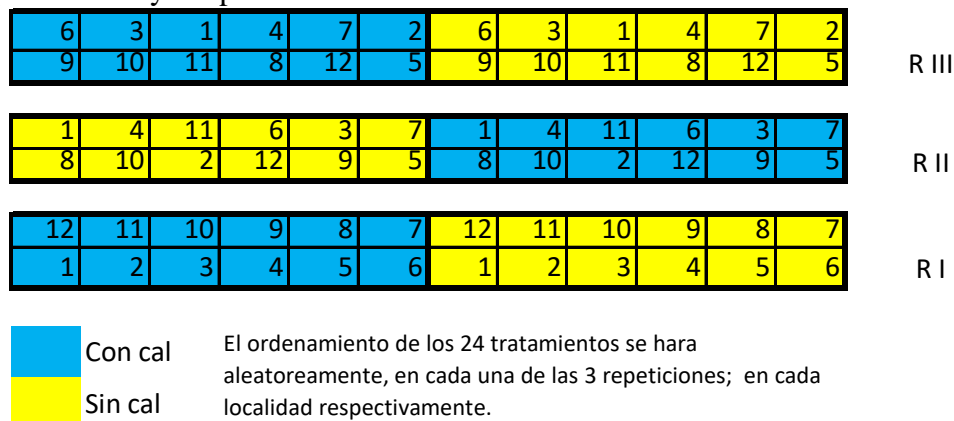 6 3 1 4 7 2 6 3 1 4 7 2
9 10 11 8 12 5 9 10 11 8 12 5 R III
1 4 11 6 3 7 1 4 11 6 3 7
8 10 2 12 9 5 8 10 2 12 9 5 R II
12 11 10 9 8 7 12 11 10 9 8 7
1 2 3 4 5 6 1 2 3 4 5 6 R I
Con cal
Sin cal
El ordenamiento de los 24 tratamientos se hara
aleatoreamente, en cada una de las 3 repeticiones; en cada
localidad respectivamente.